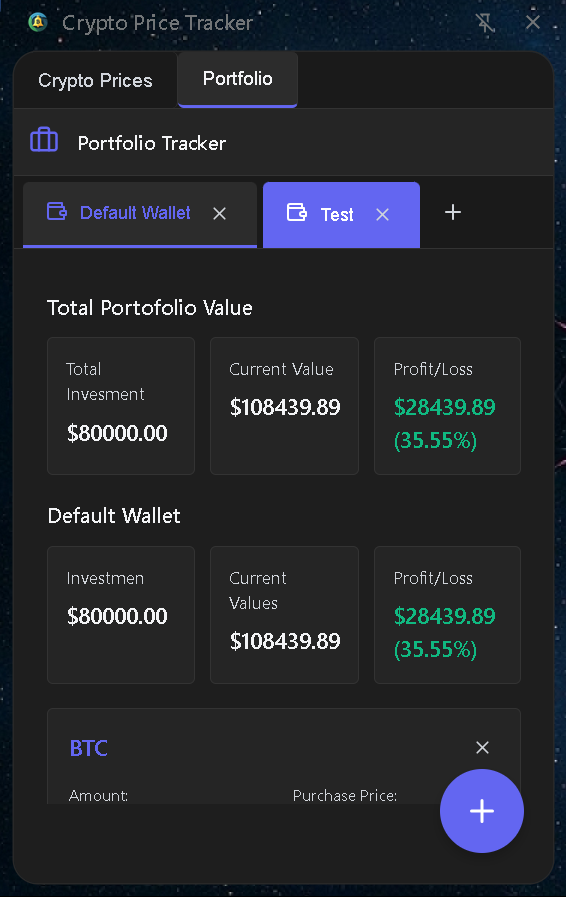 Crypto Price Tracker
Crypto Prices Portfolio
Portfolio Tracker
Default Wallet Test
Total Portofolio Value
Total
Invesment
$80000.00
Current Value
$108439.89
Profit/Loss
$28439.89
(35.55%)
Default Wallet
Investmen
$80000.00
Current
Values
$108439.89
Profit/Loss
$28439.89
(35.55%)
BTC
Amount: Purchase Price: